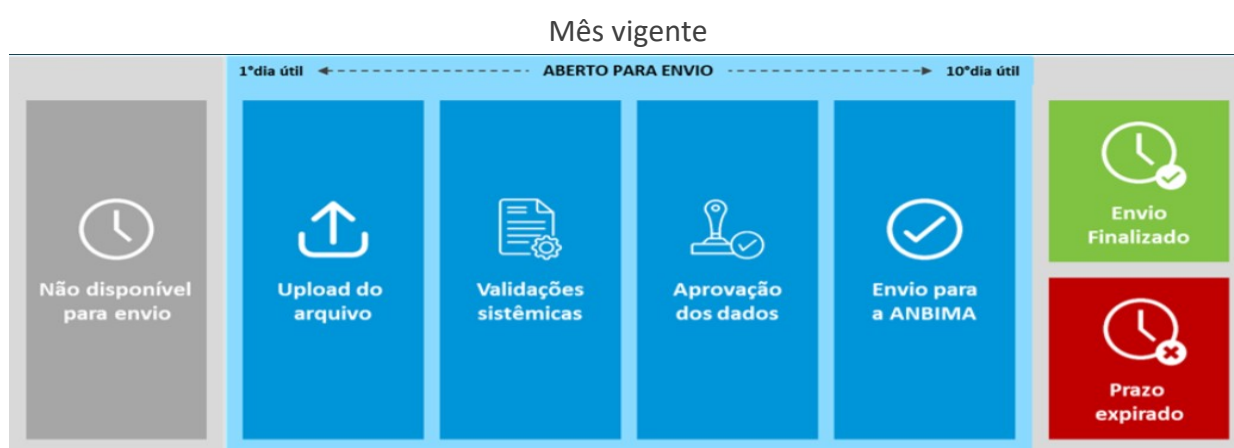 Mês vigente
1°dia útil ABERTO PARA ENVIO 10°dia útil
Não disponível
para envio
Upload do
arquivo
Validações
sistêmicas
Aprovação
dos dados
Envio para
a ANBIMA
Envio
Finalizado
Prazo
expirado